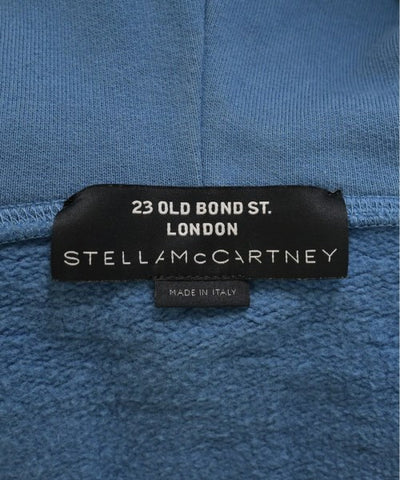 23 OLD BOND ST.
LONDON
STELLAMcCARTNEY
MADE IN ITALY